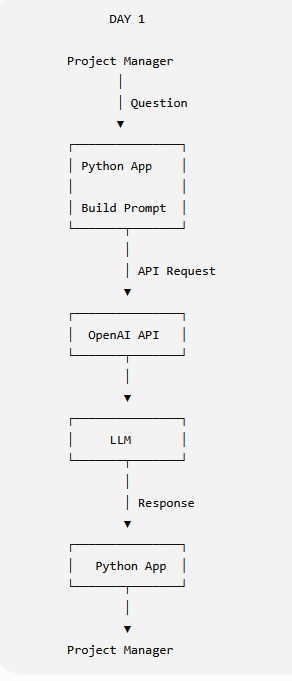 DAY 1
Project Manager
Question
Python App
Build Prompt
API Request
OpenAI API
LLM
Response
Python App
Project Manager